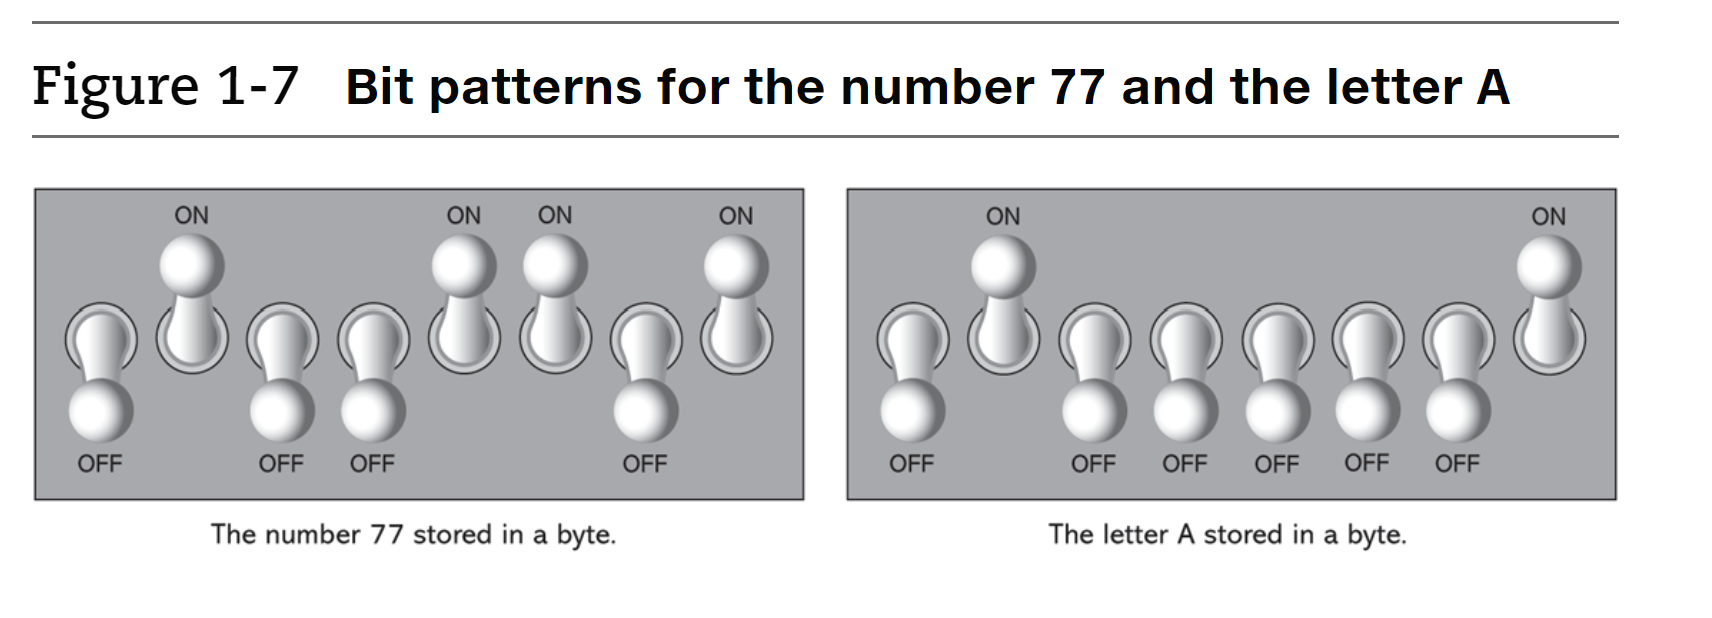 Figure 1-7 Bit patterns for the number 77 and the letter A
ON ON ON ON
OFF OFF OFF OFF
The number 77 stored in a byte.
ON ON
OFF OFF OFF OFF OFF OFF
The letter A stored in a byte.